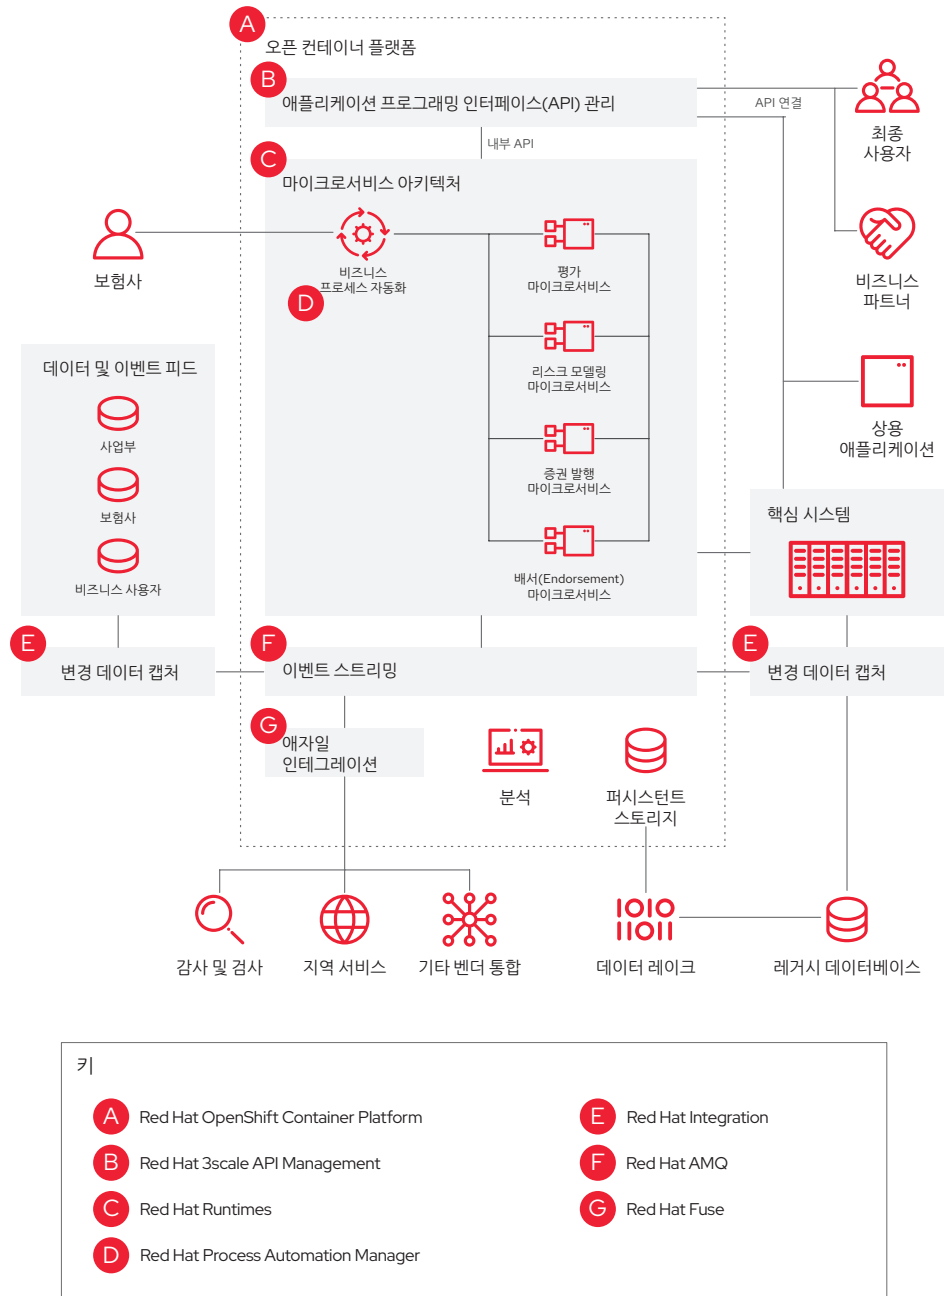 A
오픈 컨테이너 플랫폼
B
애플리케이션 프로그래밍 인터페이스(API) 관리
API 연결
최종
사용자
내부 API
C
마이크로서비스 아키텍처
보험사
비즈니스
프로세스 자동화
D
평가
마이크로서비스
비즈니스
파트너
데이터 및 이벤트 피드
사업부
보험사
비즈니스 사용자
리스크 모델링
마이크로서비스
증권 발행
마이크로서비스
배서(Endorsement)
마이크로서비스
상용
애플리케이션
핵심 시스템
E
변경 데이터 캡처
F
이벤트 스트리밍
E
변경 데이터 캡처
G
애자일
인테그레이션
분석
퍼시스턴트
스토리지
1010
11011
감사 및 검사
지역 서비스
기타 벤더 통합
데이터 레이크
레거시 데이터베이스
키
A Red Hat OpenShift Container Platform
B Red Hat 3scale API Management
C Red Hat Runtimes
D Red Hat Process Automation Manager
E Red Hat Integration
F Red Hat AMQ
G Red Hat Fuse